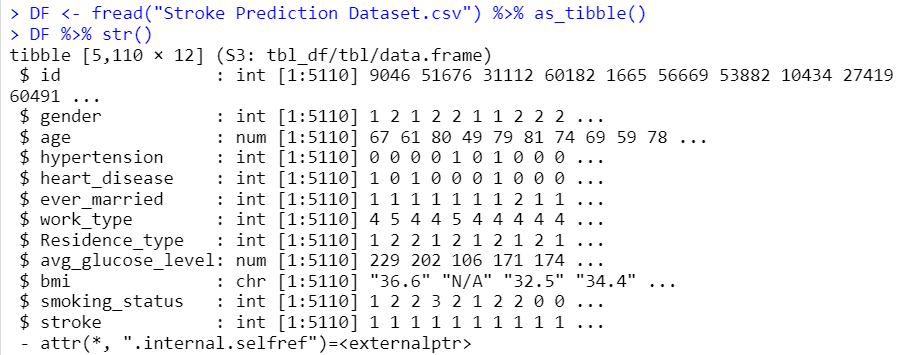 > DF <- fread("Stroke Prediction Dataset.csv") %>% as_tibble()
> DF %>% str()
tibble [5,110 × 12] (S3: tbl_df/tbl/data.frame)
 $ id               : int [1:5110] 9046 51676 31112 60182 1665 56669 53882 10434 27419
60491 ...
 $ gender           : int [1:5110] 1 2 1 2 2 1 1 2 2 2 ...
 $ age              : num [1:5110] 67 61 80 49 79 81 74 69 59 78 ...
 $ hypertension     : int [1:5110] 0 0 0 0 1 0 1 0 0 0 ...
 $ heart_disease    : int [1:5110] 1 0 1 0 0 0 1 0 0 0 ...
 $ ever_married     : int [1:5110] 1 1 1 1 1 1 1 2 1 1 ...
 $ work_type        : int [1:5110] 4 5 4 4 5 4 4 4 4 4 ...
 $ Residence_type   : int [1:5110] 1 2 2 1 2 1 2 1 2 1 ...
 $ avg_glucose_level: num [1:5110] 229 202 106 171 174 ...
 $ bmi              : chr [1:5110] "36.6" "N/A" "32.5" "34.4" ...
 $ smoking_status   : int [1:5110] 1 2 2 3 2 1 2 2 0 0 ...
 $ stroke           : int [1:5110] 1 1 1 1 1 1 1 1 1 1 ...
 - attr(*, ".internal.selfref")=<externalptr>